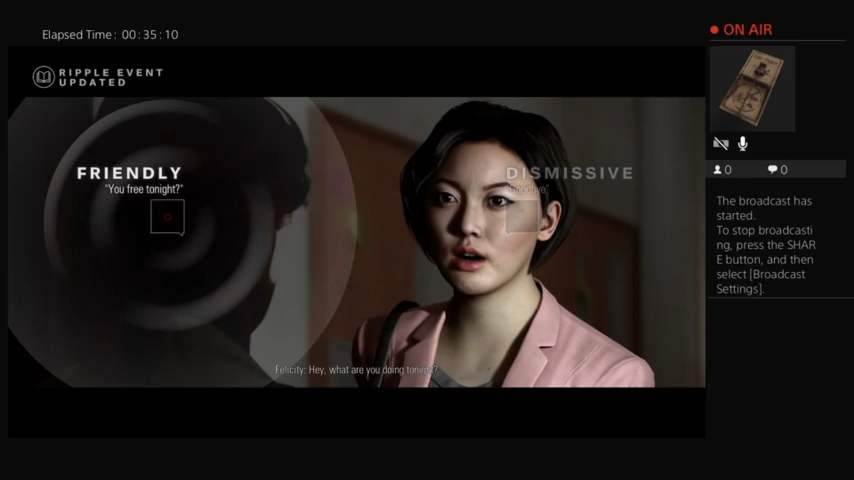 Elapsed Time: 00:35:10
ON AIR
RIPPLE EVENT
UPDATED
FRIENDLY
"You free tonight?"
DISMISSIVE
"Goodbye."
0
0
The broadcast has
started.
To stop broadcasti
ng, press the SHAR
E button, and then
select [Broadcast
Settings].
Felicity: Hey, what are you doing tonight?